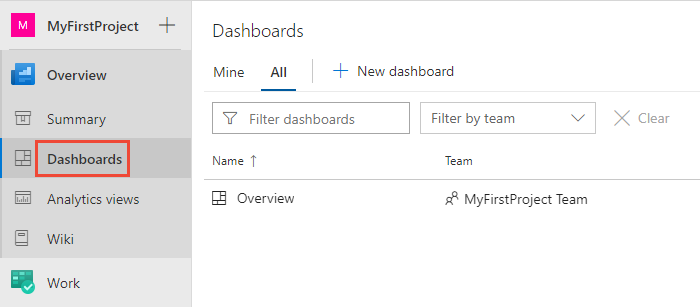 M MyFirstProject +
Overview
Summary
Dashboards
Analytics views
Wiki
Work
Dashboards
Mine All + New dashboard
Filter dashboards Filter by team Clear
Name ↑ Team
Overview MyFirstProject Team